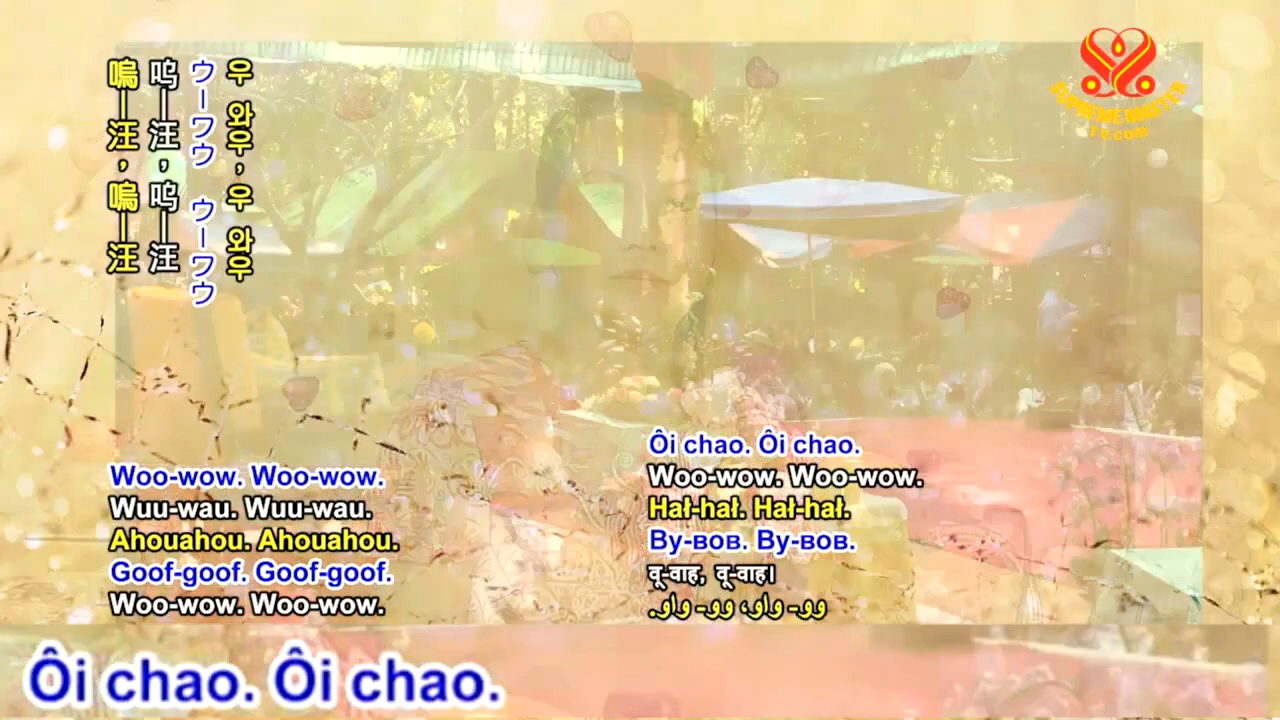 嗚─汪，嗚─汪
呜─汪，呜─汪
ウーワウ ウーワウ
우 와우, 우 와우
SUPREME MASTER
TV.com
Woo-wow. Woo-wow.
Wuu-wau. Wuu-wau.
Ahouahou. Ahouahou.
Goof-goof. Goof-goof.
Woo-wow. Woo-wow.
Ôi chao. Ôi chao.
Woo-wow. Woo-wow.
Hał-hał. Hał-hał.
Ву-вов. Ву-вов.
वू-वाह, वू-वाह।
وو- واو، وو- واو.
Ôi chao. Ôi chao.